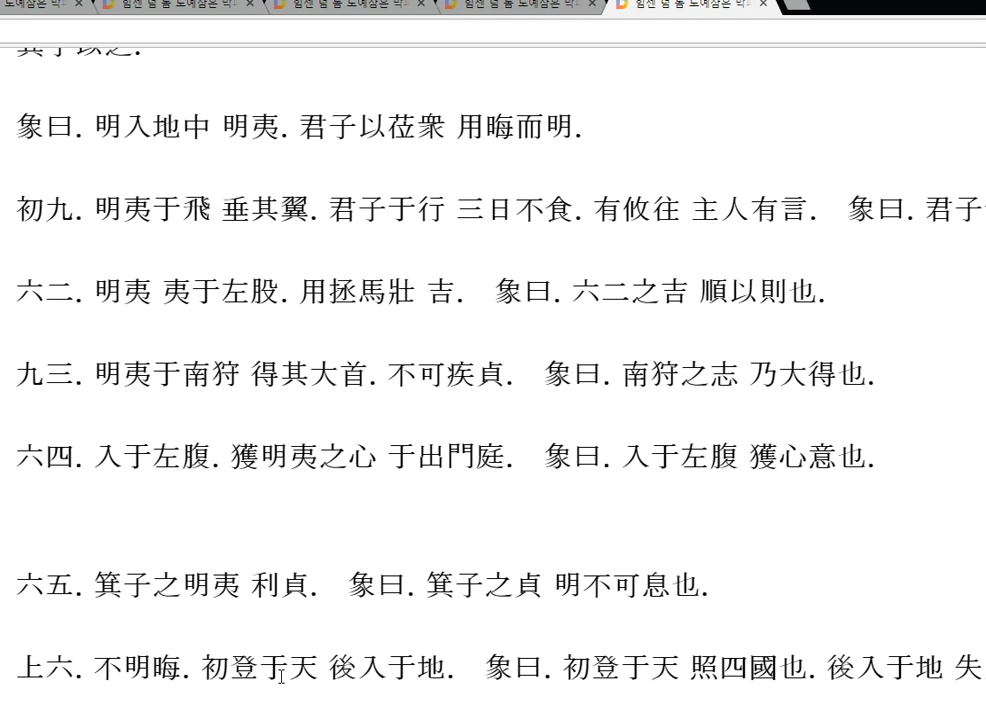 象曰. 明入地中 明夷. 君子以莅衆 用晦而明.
初九. 明夷于飛 垂其翼. 君子于行 三日不食. 有攸往 主人有言. 象曰. 君子
六二. 明夷 夷于左股. 用拯馬壯 吉. 象曰. 六二之吉 順以則也.
九三. 明夷于南狩 得其大首. 不可疾貞. 象曰. 南狩之志 乃大得也.
六四. 入于左腹. 獲明夷之心 于出門庭. 象曰. 入于左腹 獲心意也.
六五. 箕子之明夷 利貞. 象曰. 箕子之貞 明不可息也.
上六. 不明晦. 初登于天 後入于地. 象曰. 初登于天 照四國也. 後入于地 失